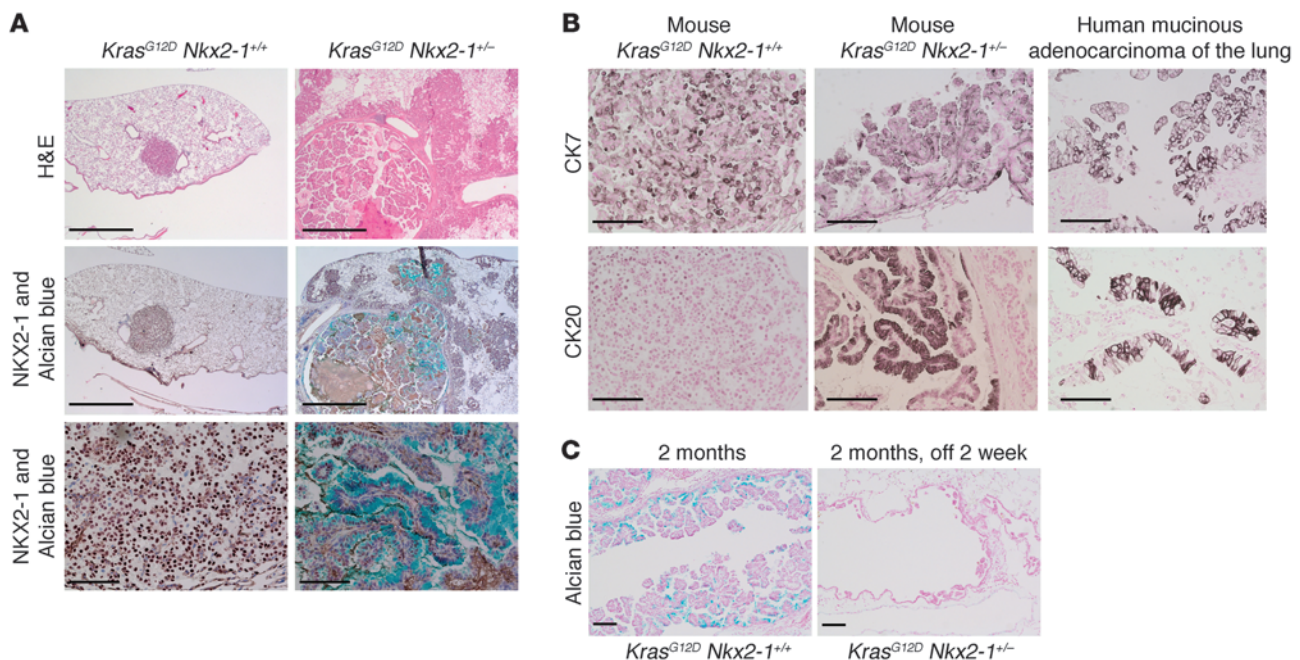 A
Kras^G12D Nkx2-1^+/+
Kras^G12D Nkx2-1^+/–
H&E
NKX2-1 and
Alcian blue
NKX2-1 and
Alcian blue
B
Mouse
Kras^G12D Nkx2-1^+/+
Mouse
Kras^G12D Nkx2-1^+/–
Human mucinous
adenocarcinoma of the lung
CK7
CK20
C
2 months
2 months, off 2 week
Alcian blue
Kras^G12D Nkx2-1^+/+
Kras^G12D Nkx2-1^+/–